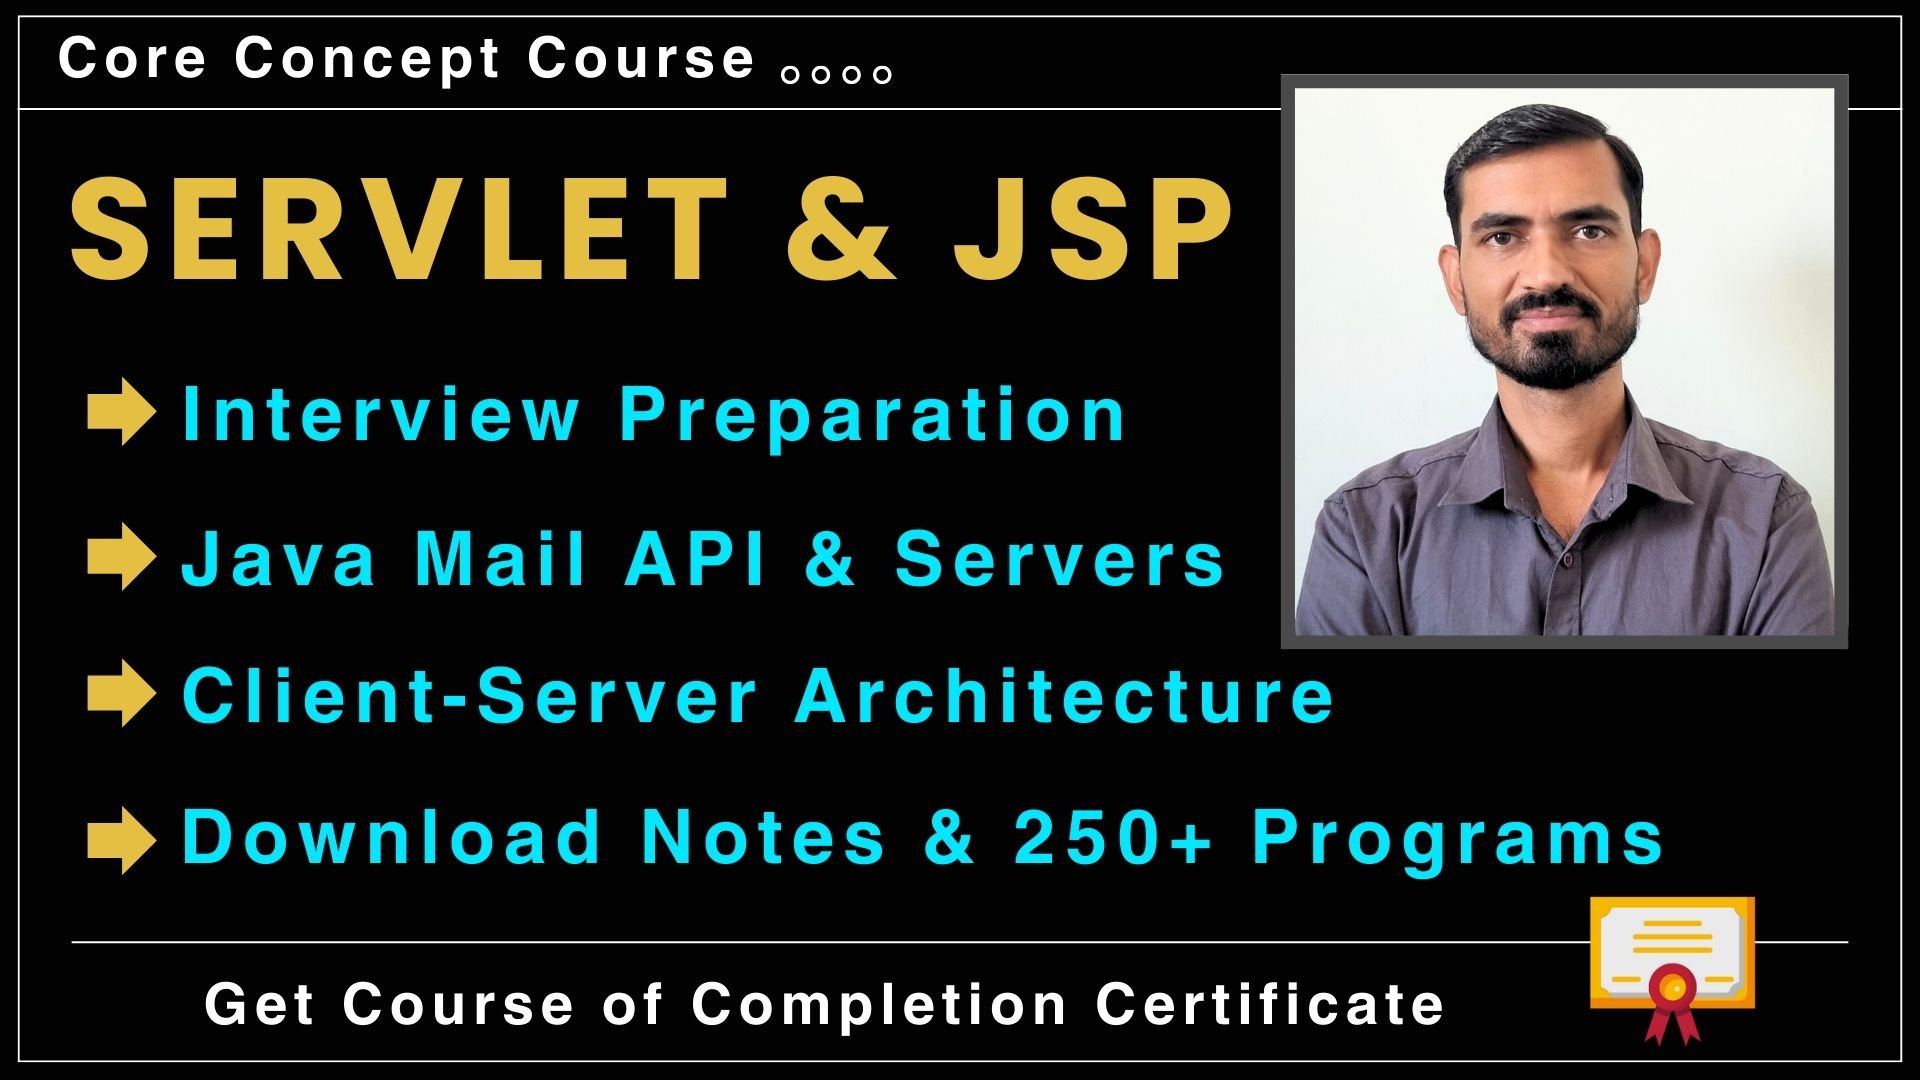 Core Concept Course
SERVLET & JSP
Interview Preparation
Java Mail API & Servers
Client-Server Architecture
Download Notes & 250+ Programs
Get Course of Completion Certificate